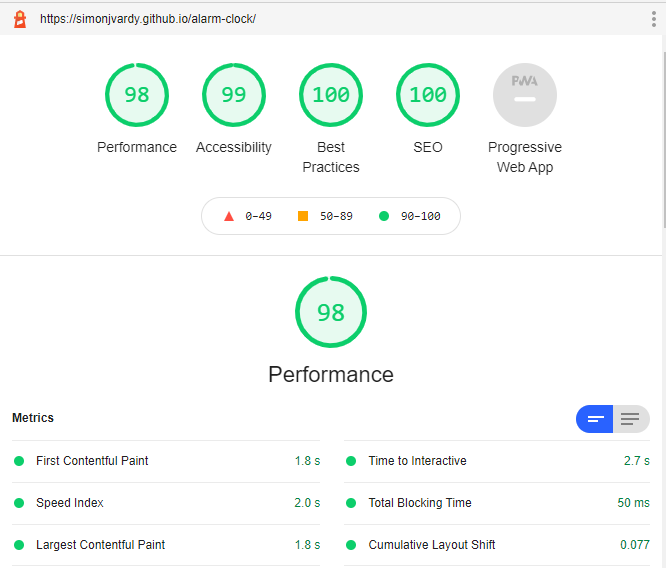 https://simonjvardy.github.io/alarm-clock/
98 99 100 100 PWA
Performance Accessibility Best Practices SEO Progressive Web App
0–49 50–89 90–100
98
Performance
Metrics
First Contentful Paint 1.8 s
Time to Interactive 2.7 s
Speed Index 2.0 s
Total Blocking Time 50 ms
Largest Contentful Paint 1.8 s
Cumulative Layout Shift 0.077